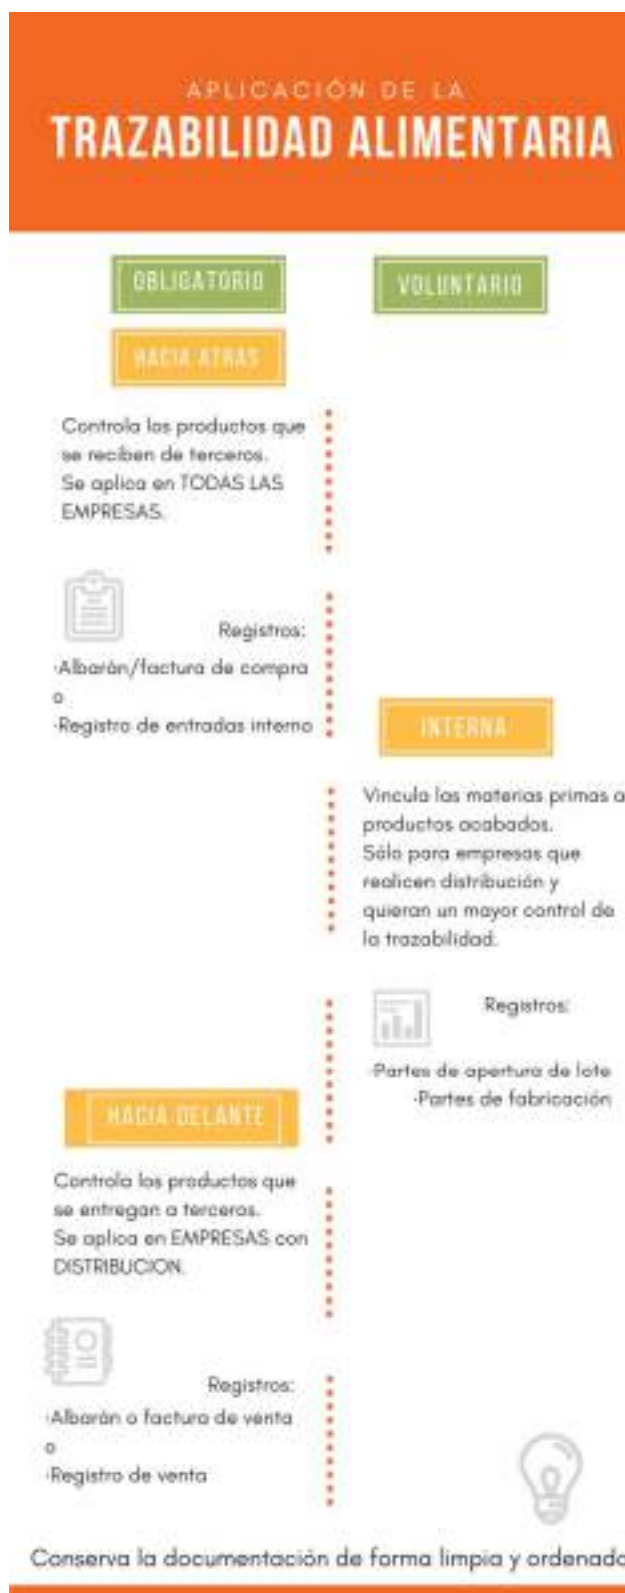 APLICACIÓN DE LA
TRAZABILIDAD ALIMENTARIA
OBLIGATORIO
VOLUNTARIO
HACIA ATRÁS
Controla los productos que
se reciben de terceros.
Se aplica en TODAS LAS
EMPRESAS.
Registros:
·Albarán/factura de compra
o
·Registro de entradas interno
INTERNA
Vincula las materias primas a
productos acabados.
Sólo para empresas que
realicen distribución y
quieran un mayor control de
la trazabilidad.
Registros:
·Partes de apertura de lote
·Partes de fabricación
HACIA DELANTE
Controla los productos que
se entregan a terceros.
Se aplica en EMPRESAS con
DISTRIBUCION.
Registros:
·Albarán o factura de venta
o
·Registro de venta
Conserva la documentación de forma limpia y ordenada